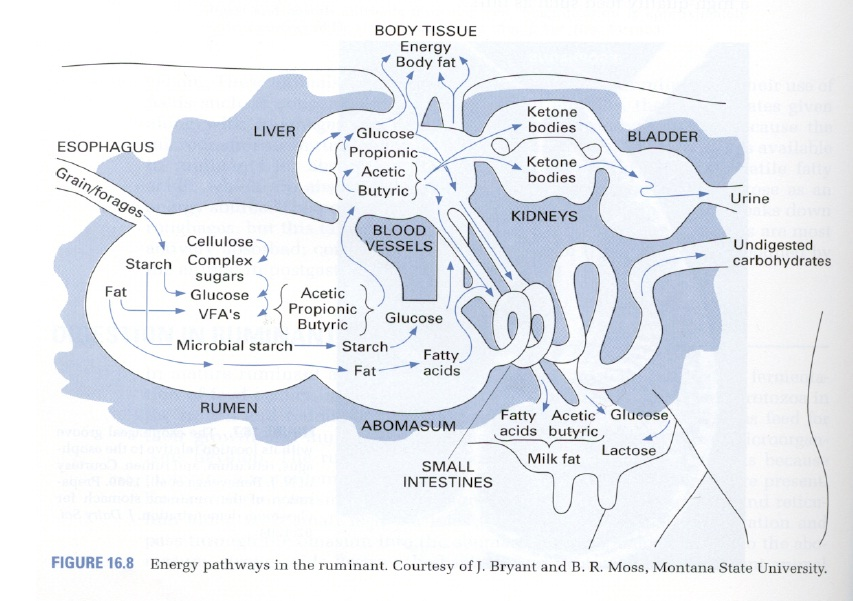 BODY TISSUE
Energy
Body fat
LIVER
Glucose
Propionic
Acetic
Butyric
Ketone
bodies
Ketone
bodies
BLADDER
Urine
KIDNEYS
ESOPHAGUS
Grain/forages
BLOOD
VESSELS
Undigested
carbohydrates
Cellulose
Starch
Complex
sugars
Fat
Glucose
VFA's
Acetic
Propionic
Butyric
Glucose
Microbial starch
Starch
Fat
Fatty
acids
RUMEN
ABOMASUM
SMALL
INTESTINES
Fatty
acids
Acetic
butyric
Glucose
Milk fat
Lactose
FIGURE 16.8 Energy pathways in the ruminant. Courtesy of J. Bryant and B. R. Moss, Montana State University.